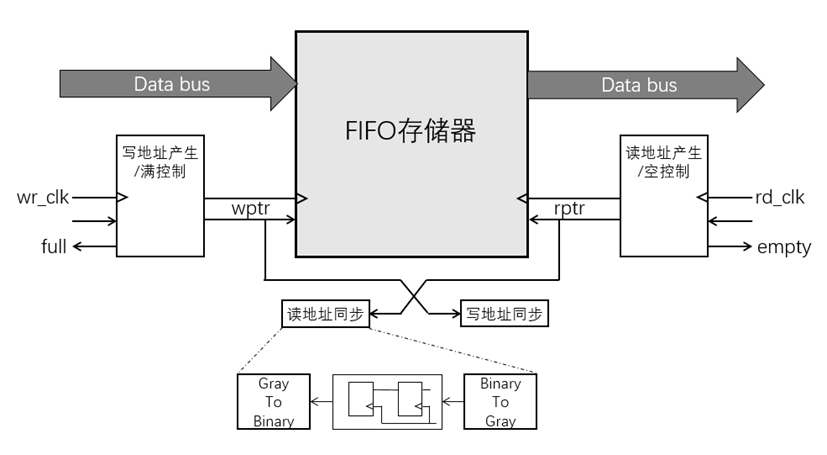 Data bus
FIFO存储器
Data bus
写地址产生
/满控制
读地址产生
/空控制
wr_clk
wptr
rptr
rd_clk
full
empty
读地址同步
写地址同步
Gray
To
Binary
Binary
To
Gray